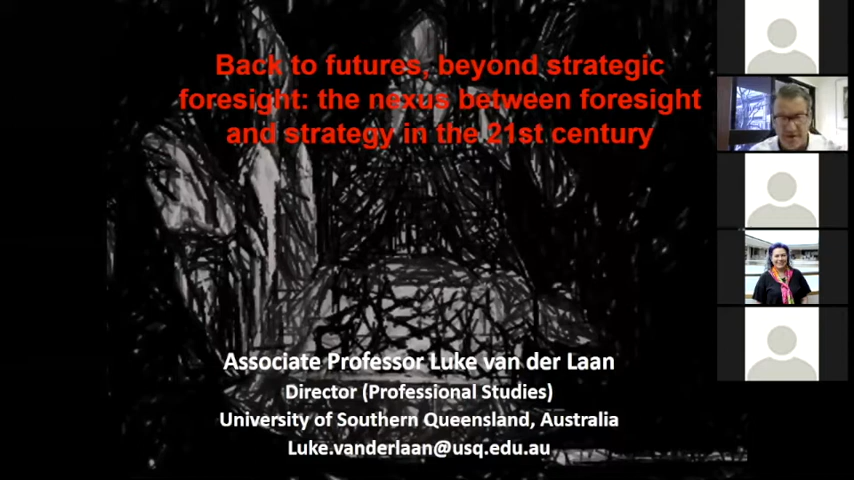 Back to futures, beyond strategic
foresight: the nexus between foresight
and strategy in the 21st century
Associate Professor Luke van der Laan
Director (Professional Studies)
University of Southern Queensland, Australia
Luke.vanderlaan@usq.edu.au